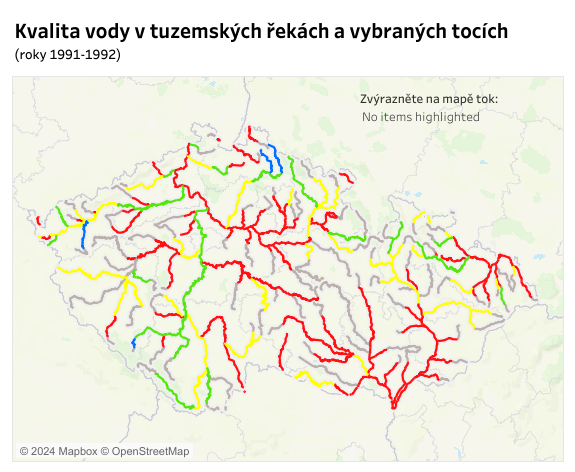 Kvalita vody v tuzemských řekách a vybraných tocích
(roky 1991-1992)
Zvýrazněte na mapě tok:
No items highlighted
© 2024 Mapbox © OpenStreetMap